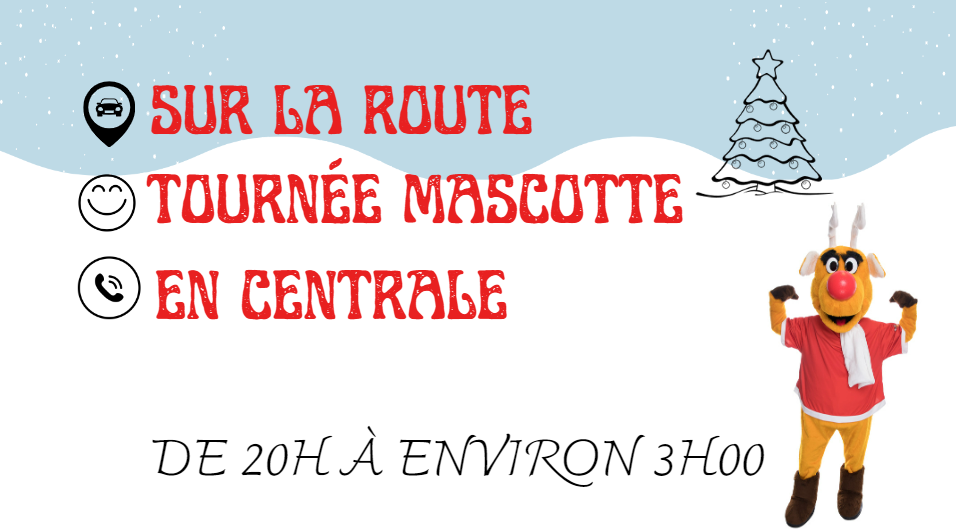 SUR LA ROUTE
TOURNÉE MASCOTTE
EN CENTRALE
DE 20H À ENVIRON 3H00